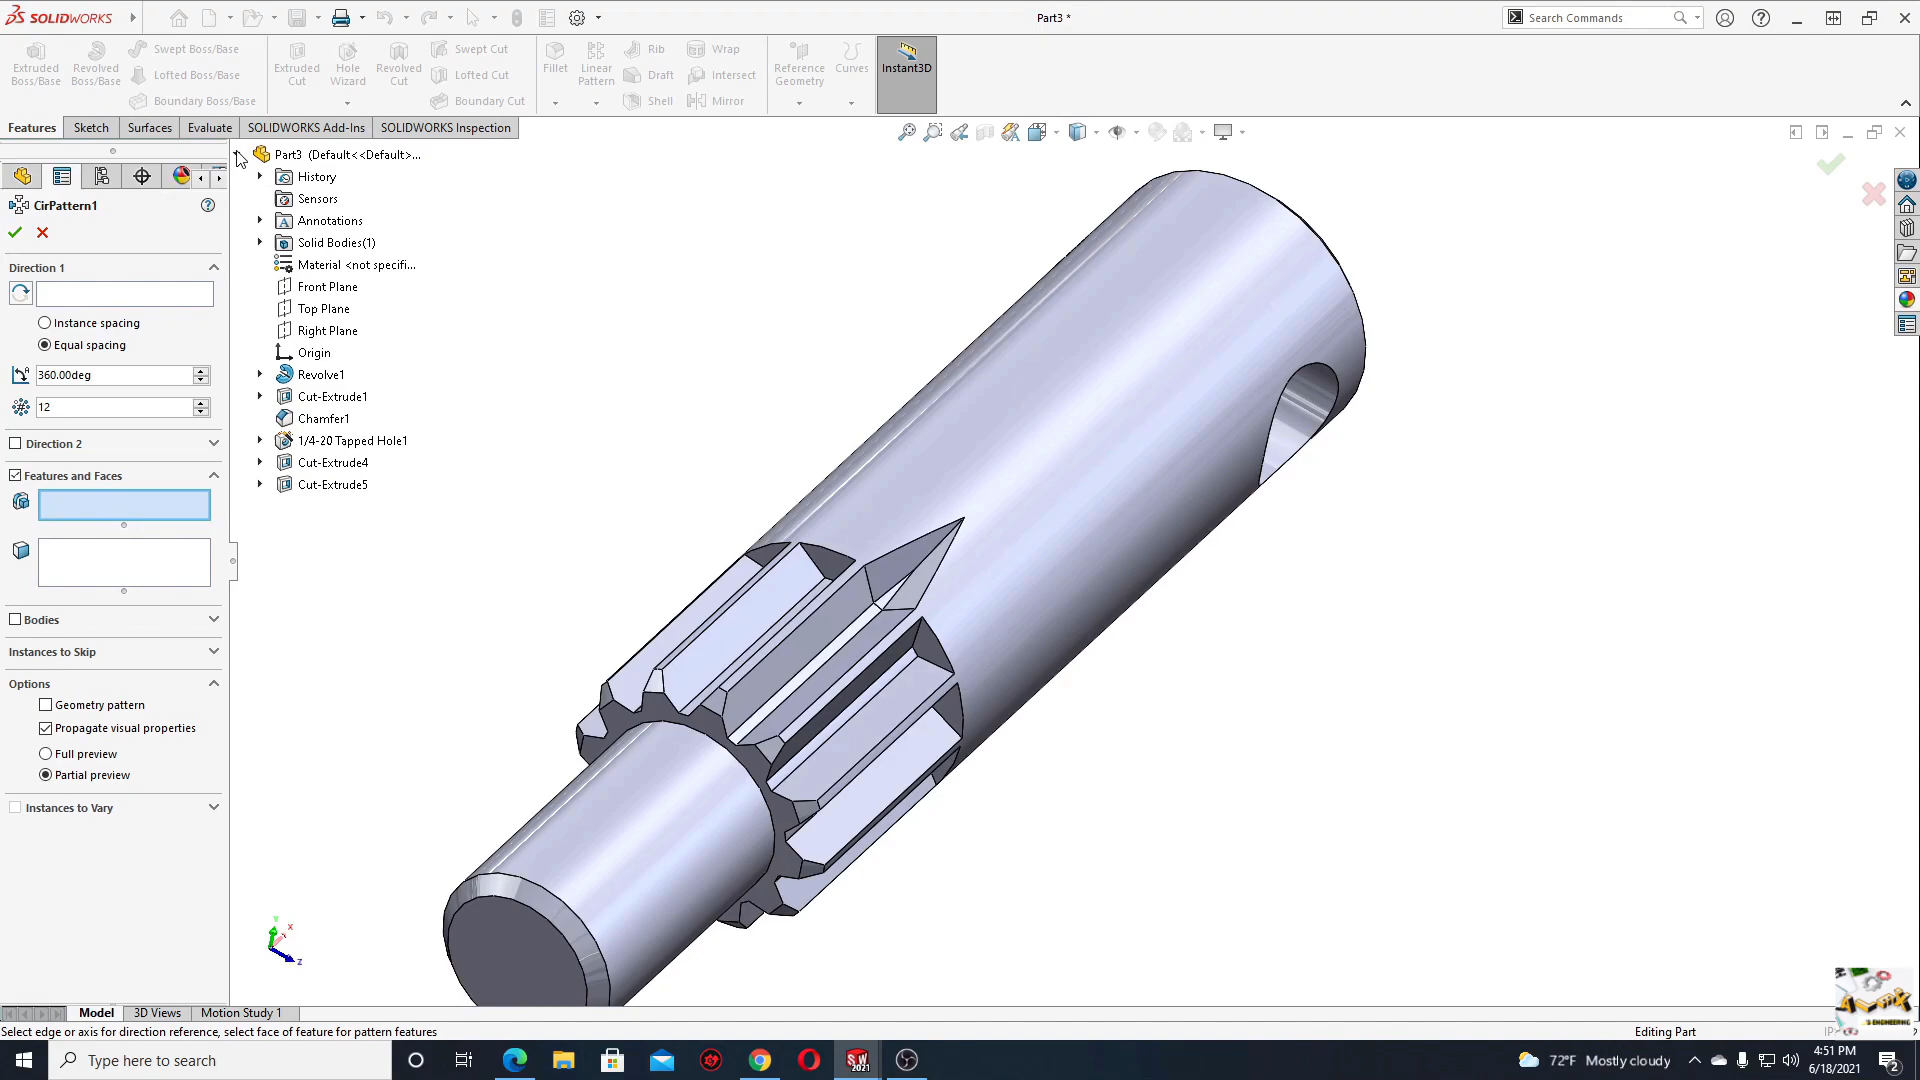 SOLIDWORKS
Part3 *
Search Commands
Extruded Boss/Base
Revolved Boss/Base
Swept Boss/Base
Lofted Boss/Base
Boundary Boss/Base
Extruded Cut
Hole Wizard
Revolved Cut
Swept Cut
Lofted Cut
Boundary Cut
Fillet
Linear Pattern
Rib
Draft
Shell
Wrap
Intersect
Mirror
Reference Geometry
Curves
Instant3D
Features
Sketch
Surfaces
Evaluate
SOLIDWORKS Add-Ins
SOLIDWORKS Inspection
CirPattern1
Direction 1
Instance spacing
Equal spacing
360.00deg
12
Direction 2
Features and Faces
Bodies
Instances to Skip
Options
Geometry pattern
Propagate visual properties
Full preview
Partial preview
Instances to Vary
Part3 (Default<<Default>...
History
Sensors
Annotations
Solid Bodies(1)
Material <not specifi...
Front Plane
Top Plane
Right Plane
Origin
Revolve1
Cut-Extrude1
Chamfer1
1/4-20 Tapped Hole1
Cut-Extrude4
Cut-Extrude5
Y
X
Z
Model
3D Views
Motion Study 1
Select edge or axis for direction reference, select face of feature for pattern features
Editing Part
Type here to search
SW
2021
72°F Mostly cloudy
4:51 PM
6/18/2021
2